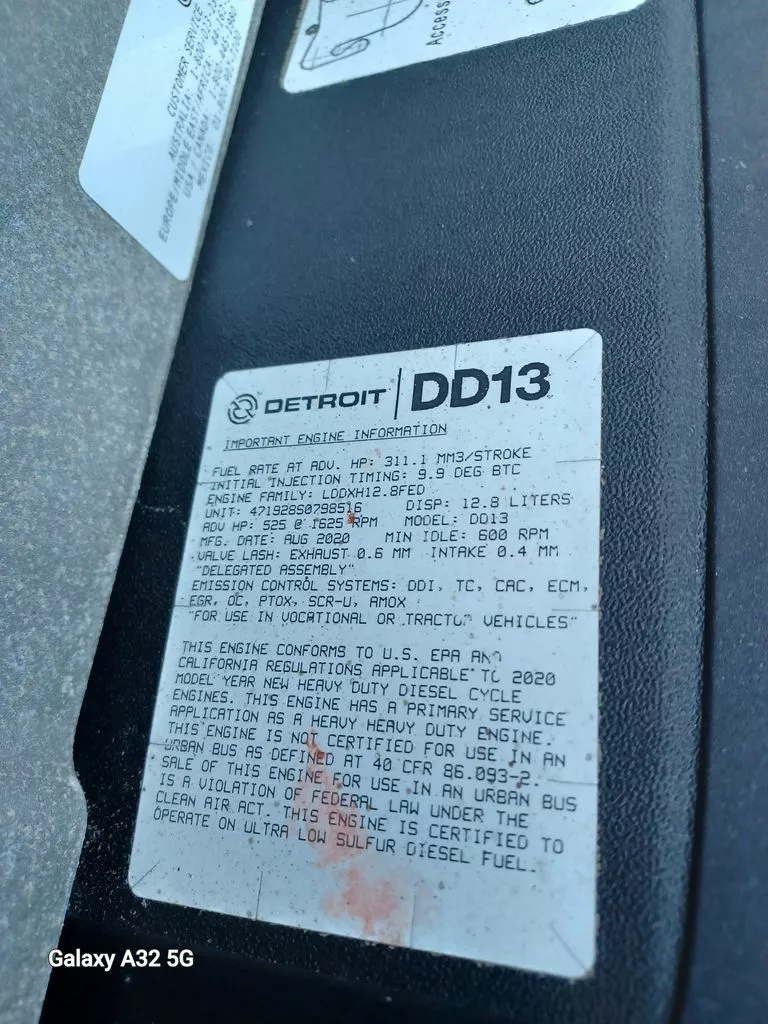 CUSTOMER SERVICE
AUSTRALIA:
EUROPE/MIDDLE EAST/AFRICA:
USA / CANADA:
MEXICO:
Access
DETROIT | DD13
IMPORTANT ENGINE INFORMATION
FUEL RATE AT ADV. HP: 311.1 MM3/STROKE
INITIAL INJECTION TIMING: 9.9 DEG BTC
ENGINE FAMILY: LDDXH12.8FED
UNIT: 471928S0798516 DISP: 12.8 LITERS
ADV HP: 525 @ 1625 RPM MODEL: DD13
MFG. DATE: AUG 2020 MIN IDLE: 600 RPM
VALVE LASH: EXHAUST 0.6 MM INTAKE 0.4 MM
"DELEGATED ASSEMBLY"
EMISSION CONTROL SYSTEMS: DDI, TC, CAC, ECM,
EGR, OC, PTOX, SCR-U, AMOX
"FOR USE IN VOCATIONAL OR TRACTOR VEHICLES"
THIS ENGINE CONFORMS TO U.S. EPA AND
CALIFORNIA REGULATIONS APPLICABLE TO 2020
MODEL YEAR NEW HEAVY DUTY DIESEL CYCLE
ENGINES. THIS ENGINE HAS A PRIMARY SERVICE
APPLICATION AS A HEAVY HEAVY DUTY ENGINE.
THIS ENGINE IS NOT CERTIFIED FOR USE IN AN
URBAN BUS AS DEFINED AT 40 CFR 86.093-2.
SALE OF THIS ENGINE FOR USE IN AN URBAN BUS
IS A VIOLATION OF FEDERAL LAW UNDER THE
CLEAN AIR ACT. THIS ENGINE IS CERTIFIED TO
OPERATE ON ULTRA LOW SULFUR DIESEL FUEL.
Galaxy A32 5G